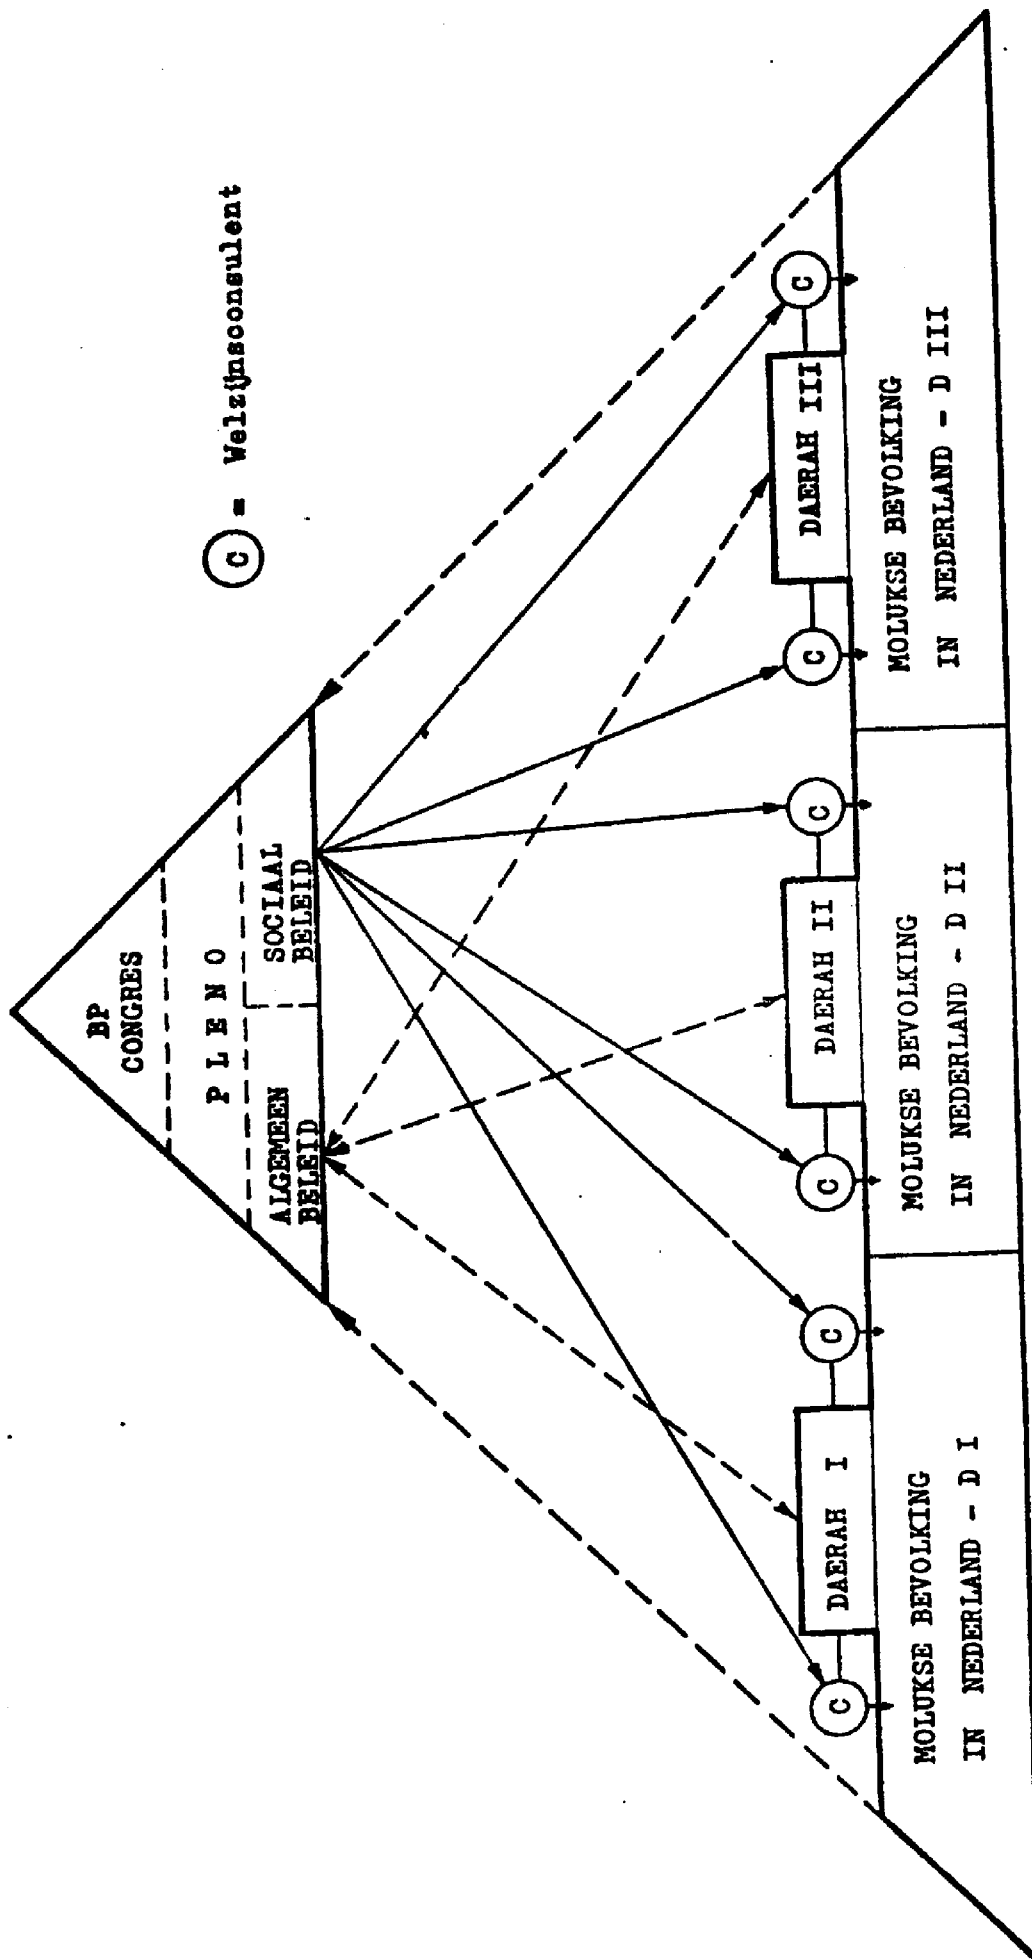 BP
CONGRES
P L E N O
ALGEMEEN
BELEID
SOCIAAL
BELEID
C = Welzijnsconsulent
C
DAERAH I
C
C
DAERAH II
C
C
DAERAH III
C
MOLUKSE BEVOLKING
IN NEDERLAND - D I
MOLUKSE BEVOLKING
IN NEDERLAND - D II
MOLUKSE BEVOLKING
IN NEDERLAND - D III